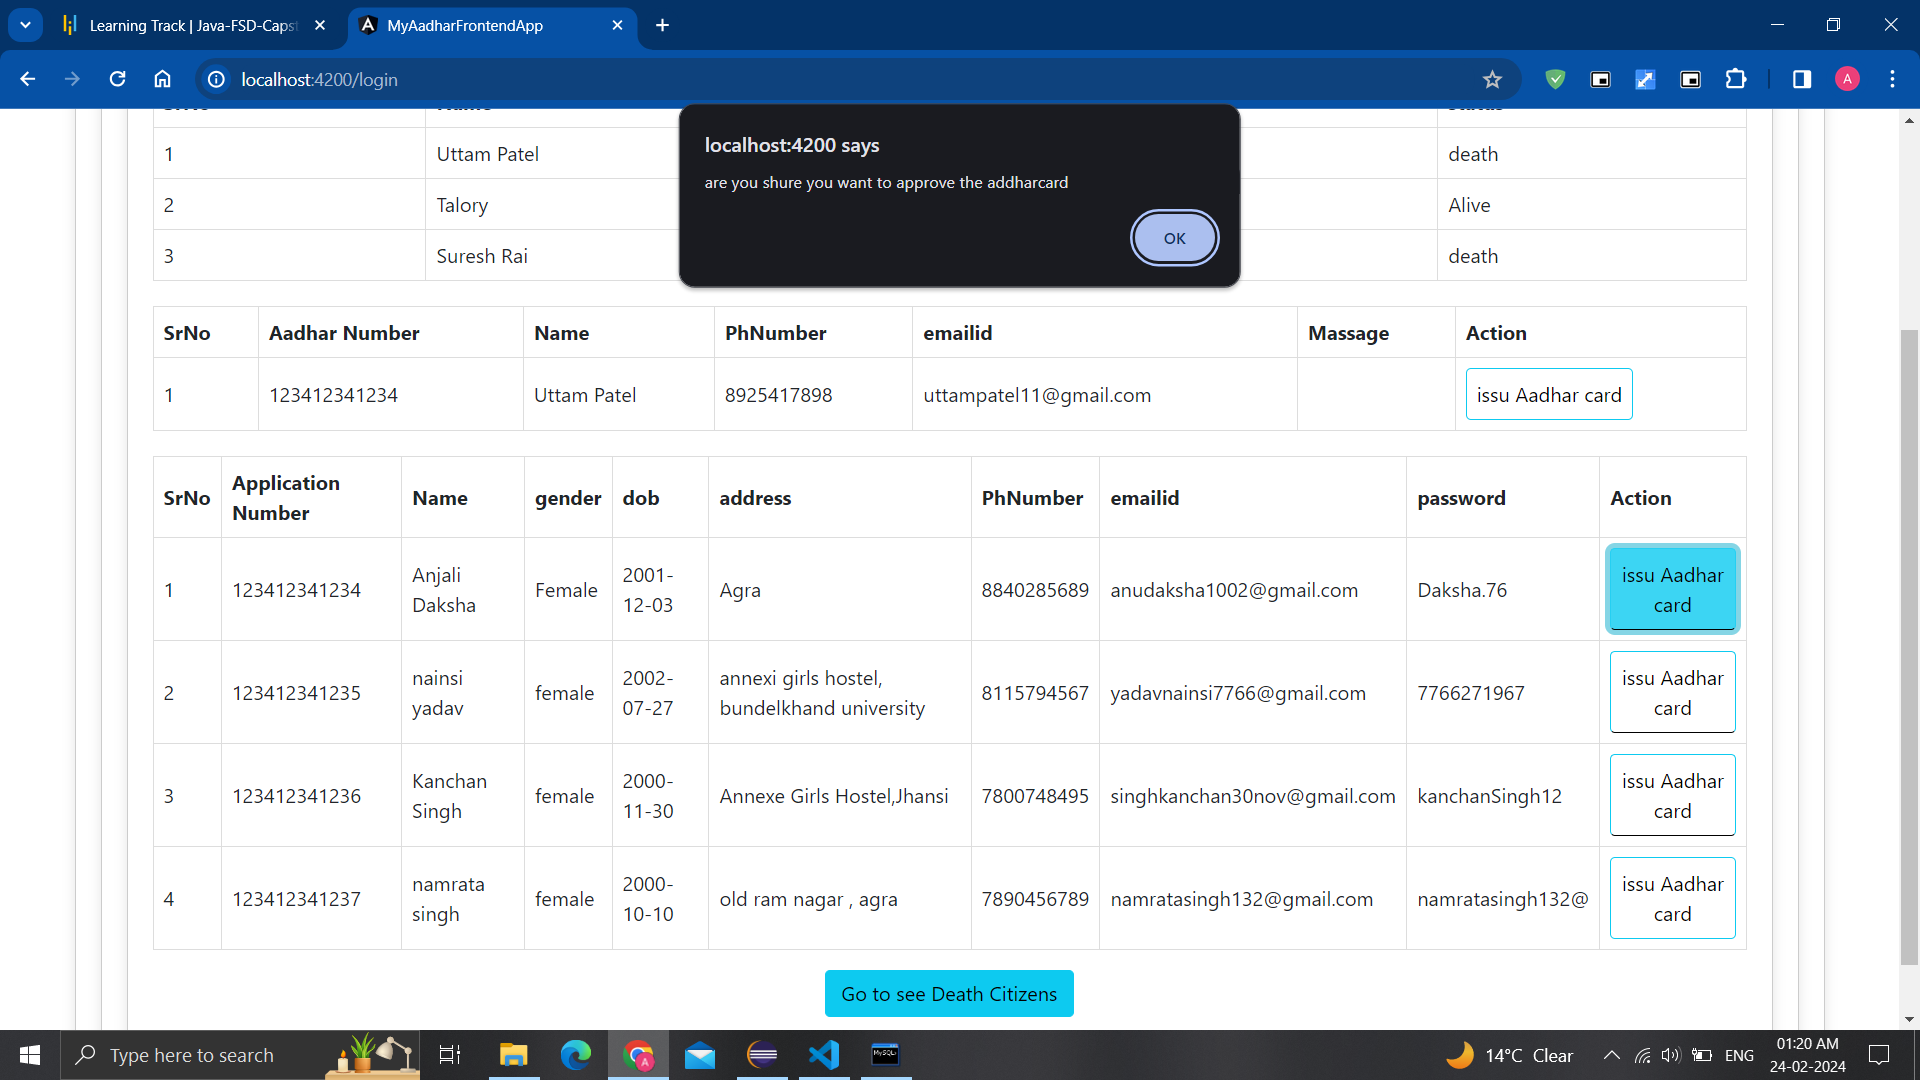 Learning Track | Java-FSD-Capst
MyAadharFrontendApp
localhost:4200/login
A
localhost:4200 says
are you shure you want to approve the addharcard
OK
SrNo Name Status
1 Uttam Patel death
2 Talory Alive
3 Suresh Rai death
SrNo Aadhar Number Name PhNumber emailid Massage Action
1 123412341234 Uttam Patel 8925417898 uttampatel11@gmail.com issu Aadhar card
SrNo Application Number Name gender dob address PhNumber emailid password Action
1 123412341234 Anjali Daksha Female 2001-12-03 Agra 8840285689 anudaksha1002@gmail.com Daksha.76 issu Aadhar card
2 123412341235 nainsi yadav female 2002-07-27 annexi girls hostel, bundelkhand university 8115794567 yadavnainsi7766@gmail.com 7766271967 issu Aadhar card
3 123412341236 Kanchan Singh female 2000-11-30 Annexe Girls Hostel,Jhansi 7800748495 singhkanchan30nov@gmail.com kanchanSingh12 issu Aadhar card
4 123412341237 namrata singh female 2000-10-10 old ram nagar , agra 7890456789 namratasingh132@gmail.com namratasingh132@ issu Aadhar card
Go to see Death Citizens
Type here to search
14°C Clear
ENG
01:20 AM
24-02-2024